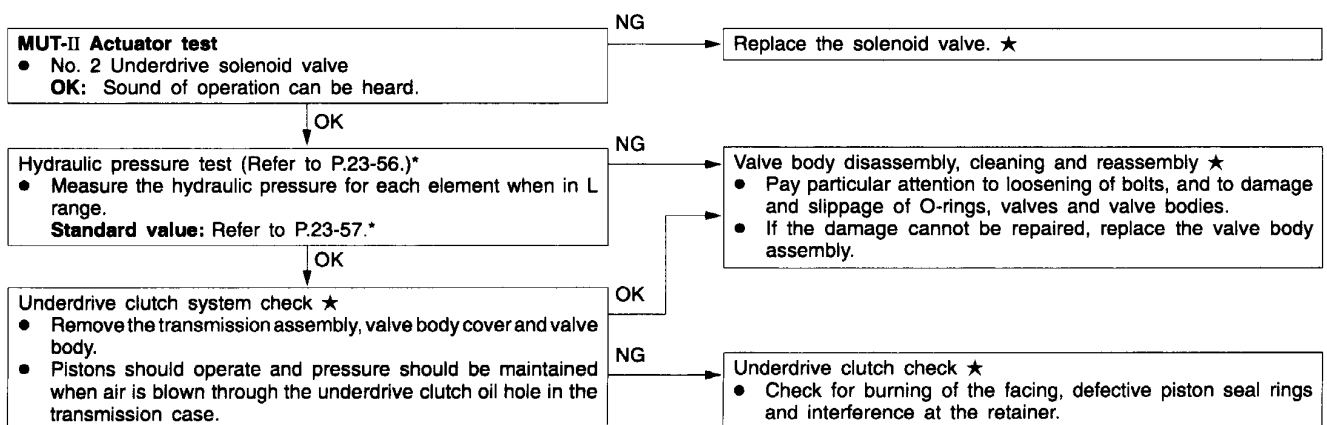 NG
MUT-II Actuator test
● No. 2 Underdrive solenoid valve
OK: Sound of operation can be heard.
Replace the solenoid valve. ★
OK
Hydraulic pressure test (Refer to P.23-56.)*
● Measure the hydraulic pressure for each element when in L
range.
Standard value: Refer to P.23-57.*
NG
Valve body disassembly, cleaning and reassembly ★
● Pay particular attention to loosening of bolts, and to damage
and slippage of O-rings, valves and valve bodies.
● If the damage cannot be repaired, replace the valve body
assembly.
OK
Underdrive clutch system check ★
● Remove the transmission assembly, valve body cover and valve
body.
● Pistons should operate and pressure should be maintained
when air is blown through the underdrive clutch oil hole in the
transmission case.
OK
NG
Underdrive clutch check ★
● Check for burning of the facing, defective piston seal rings
and interference at the retainer.